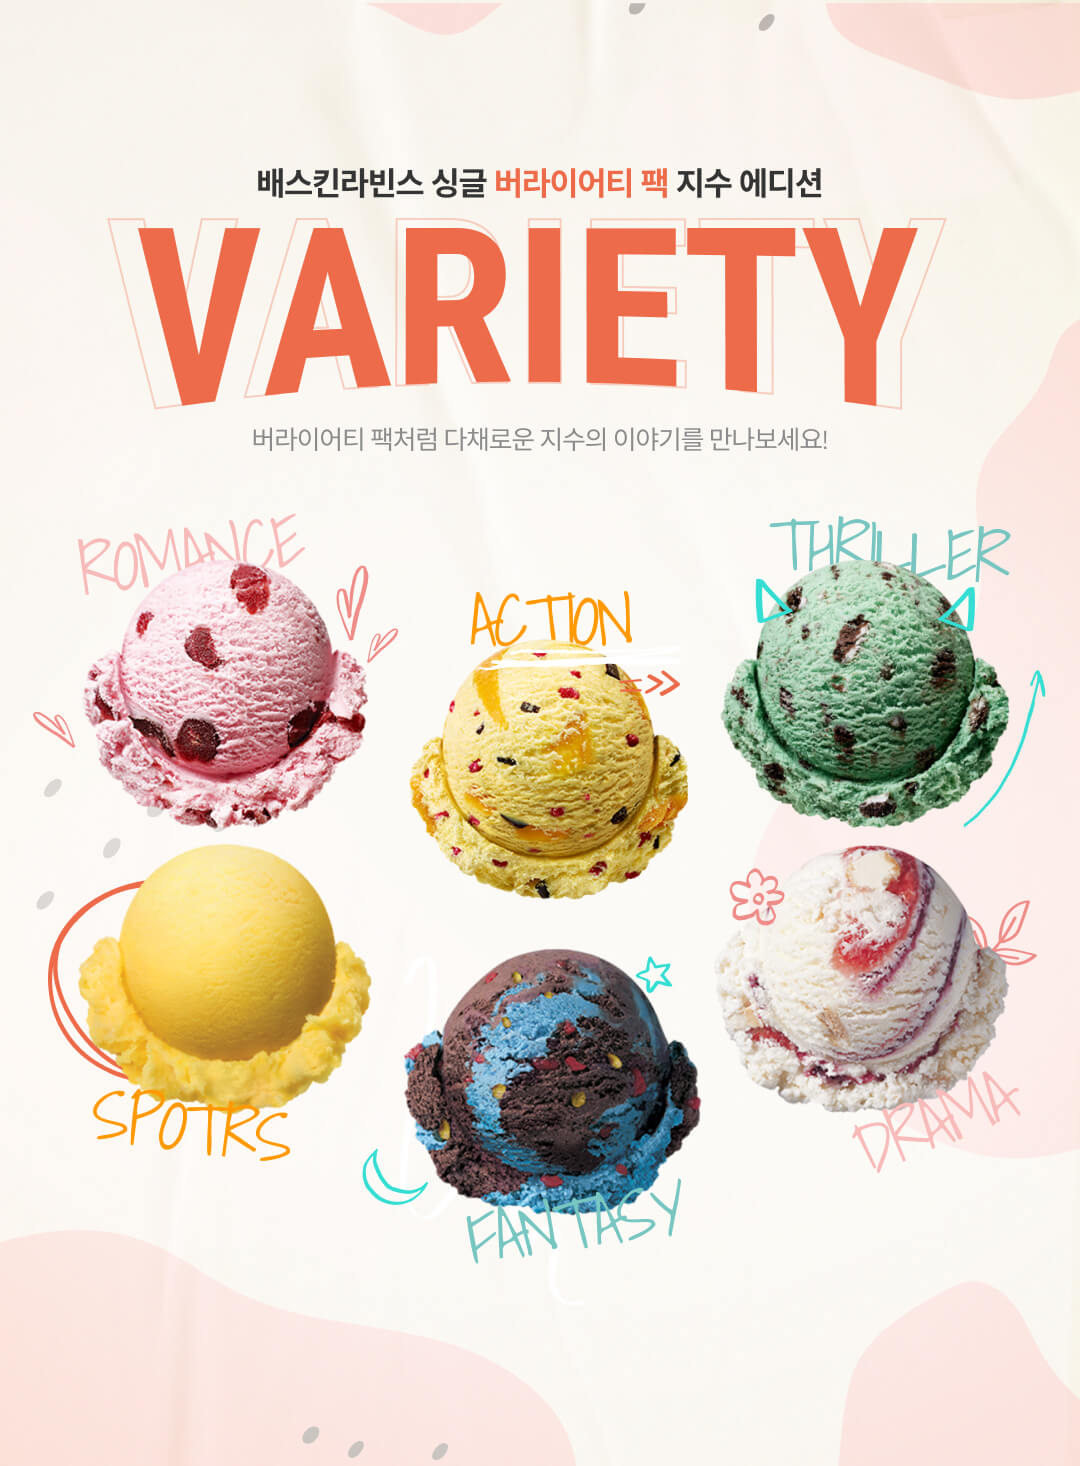 배스킨라빈스 싱글 버라이어티 팩 지수 에디션
VARIETY
버라이어티 팩처럼 다채로운 지수의 이야기를 만나보세요!
ROMANCE
ACTION
THRILLER
SPOTRS
FANTASY
DRAMA